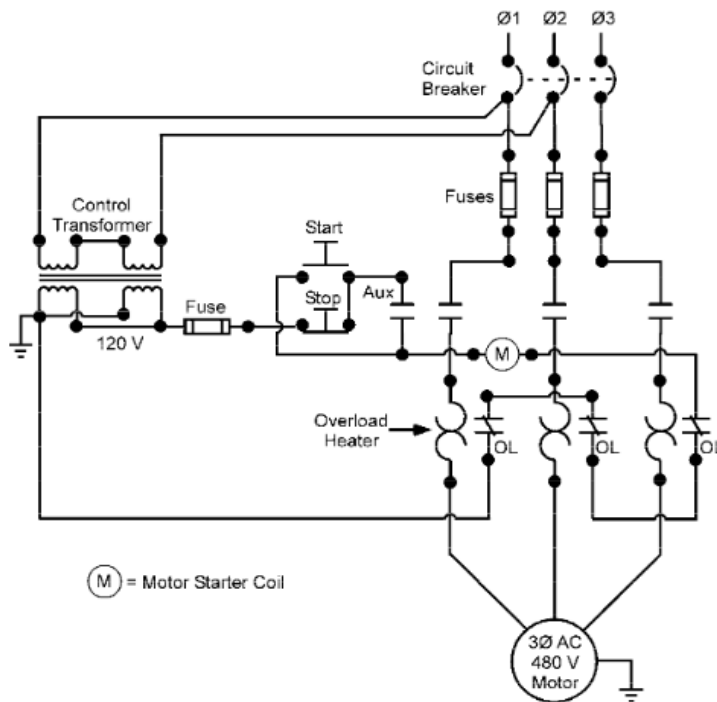 Ø1 Ø2 Ø3
Circuit
Breaker
Control
Transformer
Fuses
Start
Stop
Aux
Fuse
120 V
M
Overload
Heater
OL
OL
OL
M = Motor Starter Coil
3Ø AC
480 V
Motor